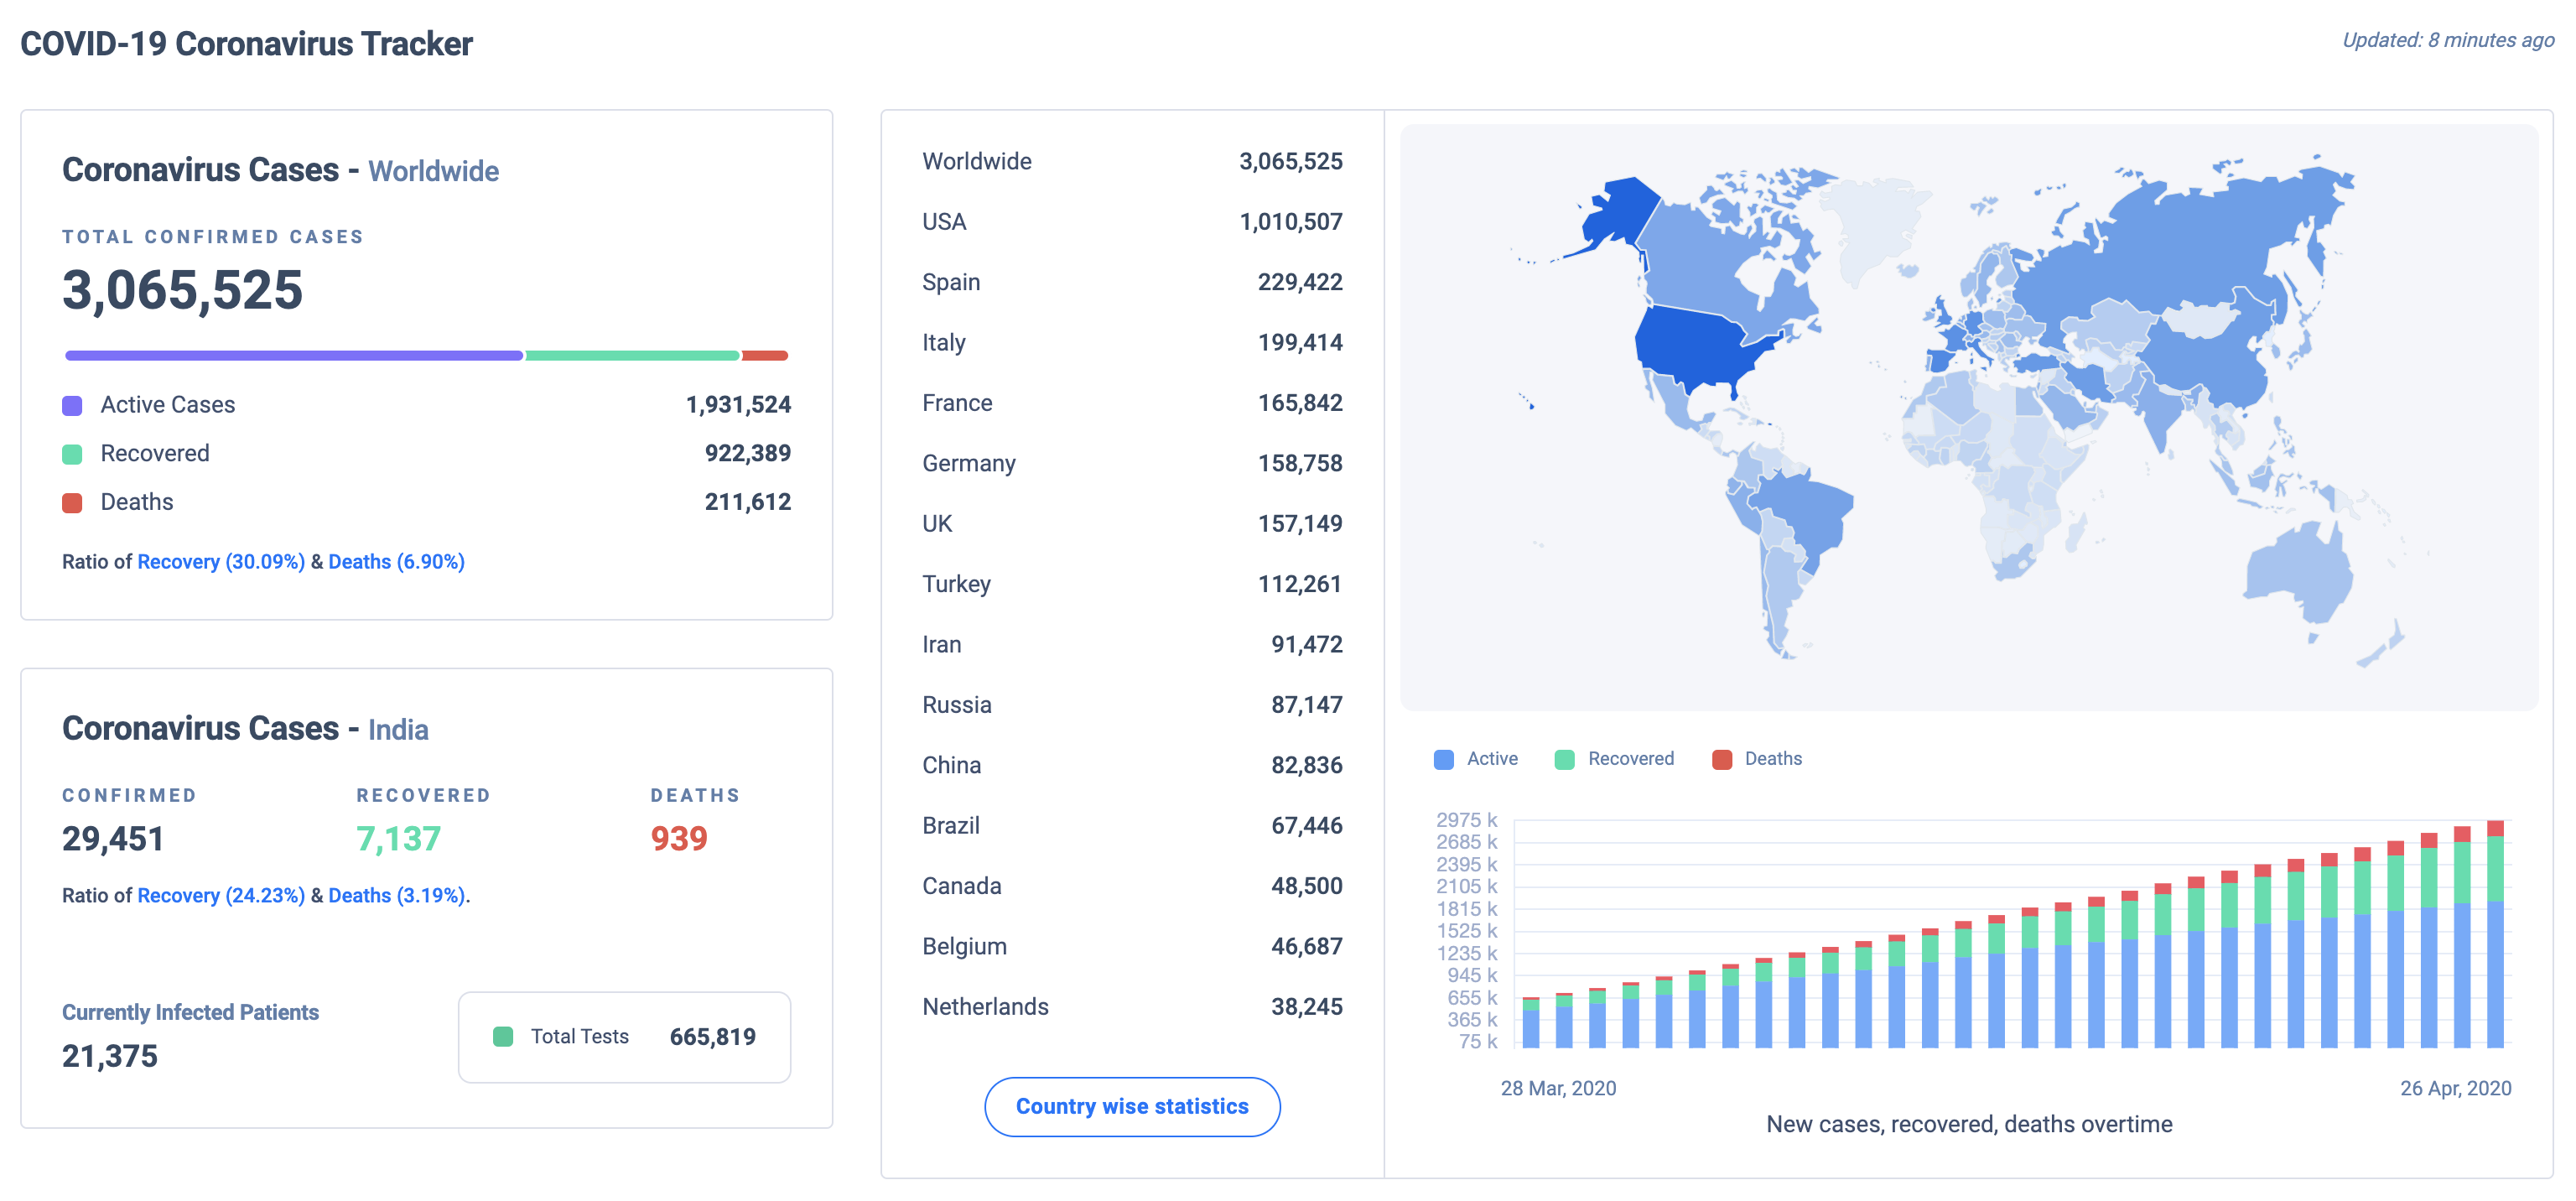 COVID-19 Coronavirus Tracker
Updated: 8 minutes ago
Coronavirus Cases - Worldwide
TOTAL CONFIRMED CASES
3,065,525
Active Cases 1,931,524
Recovered 922,389
Deaths 211,612
Ratio of Recovery (30.09%) & Deaths (6.90%)
Coronavirus Cases - India
CONFIRMED RECOVERED DEATHS
29,451 7,137 939
Ratio of Recovery (24.23%) & Deaths (3.19%).
Currently Infected Patients
21,375
Total Tests 665,819
Worldwide 3,065,525
USA 1,010,507
Spain 229,422
Italy 199,414
France 165,842
Germany 158,758
UK 157,149
Turkey 112,261
Iran 91,472
Russia 87,147
China 82,836
Brazil 67,446
Canada 48,500
Belgium 46,687
Netherlands 38,245
Country wise statistics
Active Recovered Deaths
2975 k
2685 k
2395 k
2105 k
1815 k
1525 k
1235 k
945 k
655 k
365 k
75 k
28 Mar, 2020 26 Apr, 2020
New cases, recovered, deaths overtime